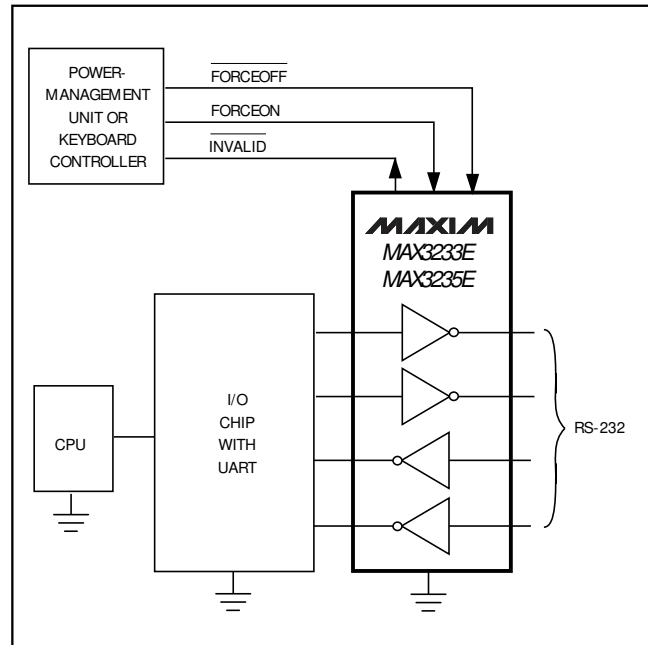 POWER-
MANAGEMENT
UNIT OR
KEYBOARD
CONTROLLER
FORCEOFF
FORCEON
INVALID
MAXIM
MAX3233E
MAX3235E
CPU
I/O
CHIP
WITH
UART
RS-232